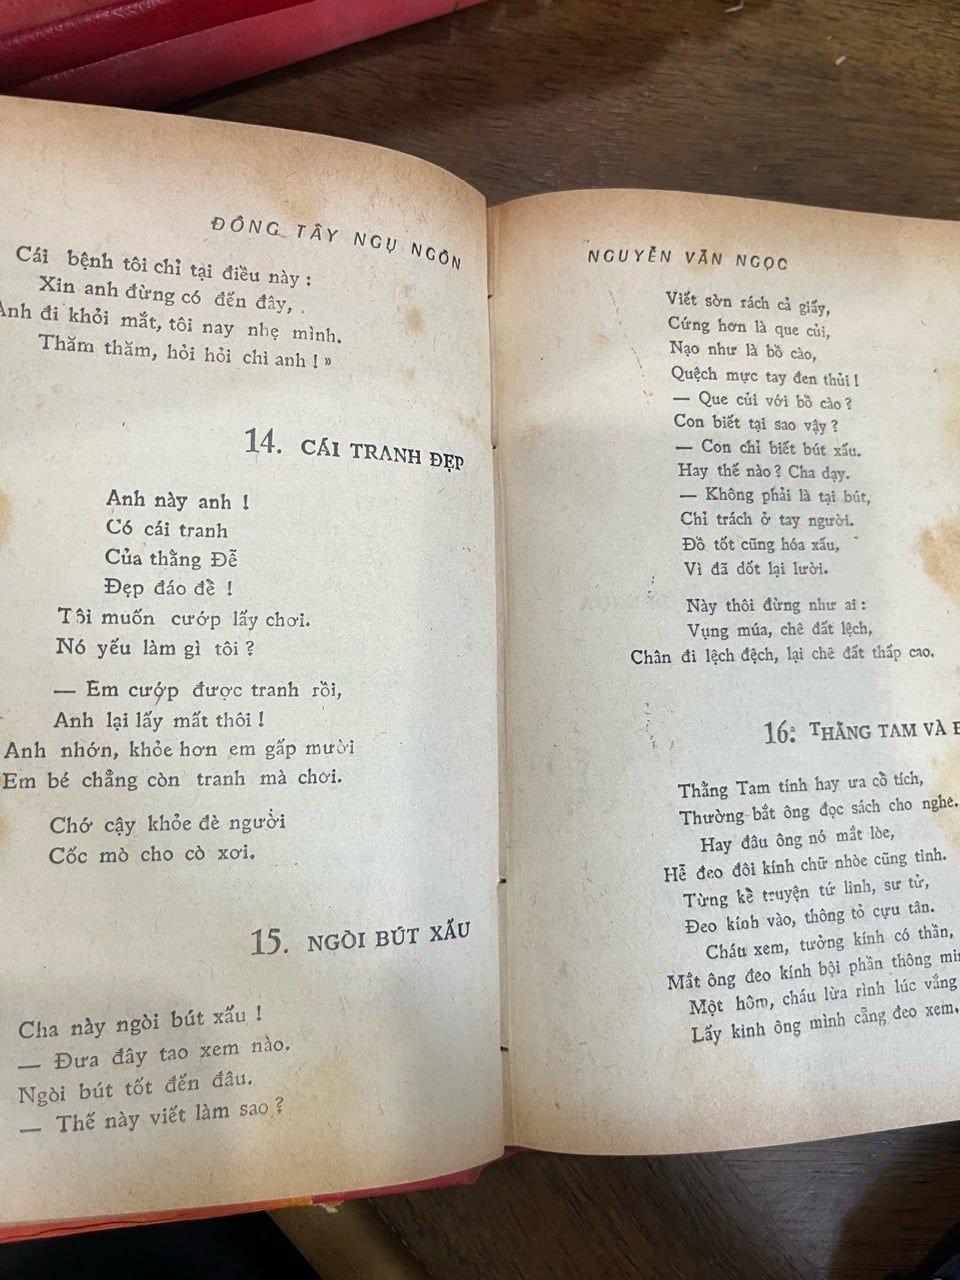 ĐÔNG TÂY NGỤ NGÔN
Cái bệnh tôi chỉ tại điều này :
Xin anh đừng có đến đây,
Anh đi khỏi mắt, tôi nay nhẹ mình.
Thăm thăm, hỏi hỏi chi anh ! »
14. CÁI TRANH ĐẸP
Anh này anh !
Có cái tranh
Của thằng Đễ
Đẹp đáo đề !
Tôi muốn cướp lấy chơi.
Nó yếu làm gì tôi ?
— Em cướp được tranh rồi,
Anh lại lấy mất thôi !
Anh nhớn, khỏe hơn em gấp mười
Em bé chẳng còn tranh mà chơi.
Chớ cậy khỏe đè người
Cốc mò cho cò xơi.
15. NGÒI BÚT XẤU
Cha này ngòi bút xấu !
— Đưa đây tao xem nào.
Ngòi bút tốt đến đâu.
— Thế này viết làm sao ?
NGUYỄN VĂN NGỌC
Viết sờn rách cả giấy,
Cứng hơn là que củi,
Nạo như là bồ cào,
Quệch mực tay đen thủi !
— Que củi với bồ cào ?
Con biết tại sao vậy ?
— Con chỉ biết bút xấu.
Hay thế nào ? Cha dạy.
— Không phải là tại bút,
Chỉ trách ở tay người.
Đồ tốt cũng hóa xấu,
Vì đã dốt lại lười.
Này thôi đừng như ai :
Vụng múa, chê đất lệch,
Chân đi lệch đệch, lại chê đất thấp cao.
16: THẰNG TAM VÀ
Thằng Tam tính hay ưa cồ tích,
Thường bắt ông đọc sách cho nghe.
Hay đâu ông nó mắt lòe,
Hễ đeo đôi kính chữ nhòe cũng tinh.
Từng kề truyện tứ linh, sư tử,
Đeo kính vào, thông tỏ cựu tân.
Cháu xem, tưởng kính có thần,
Mắt ông đeo kính bội phần thông
Một hôm, cháu lừa rình lúc vắng
Lấy kinh ông mình cẵng đeo xem.